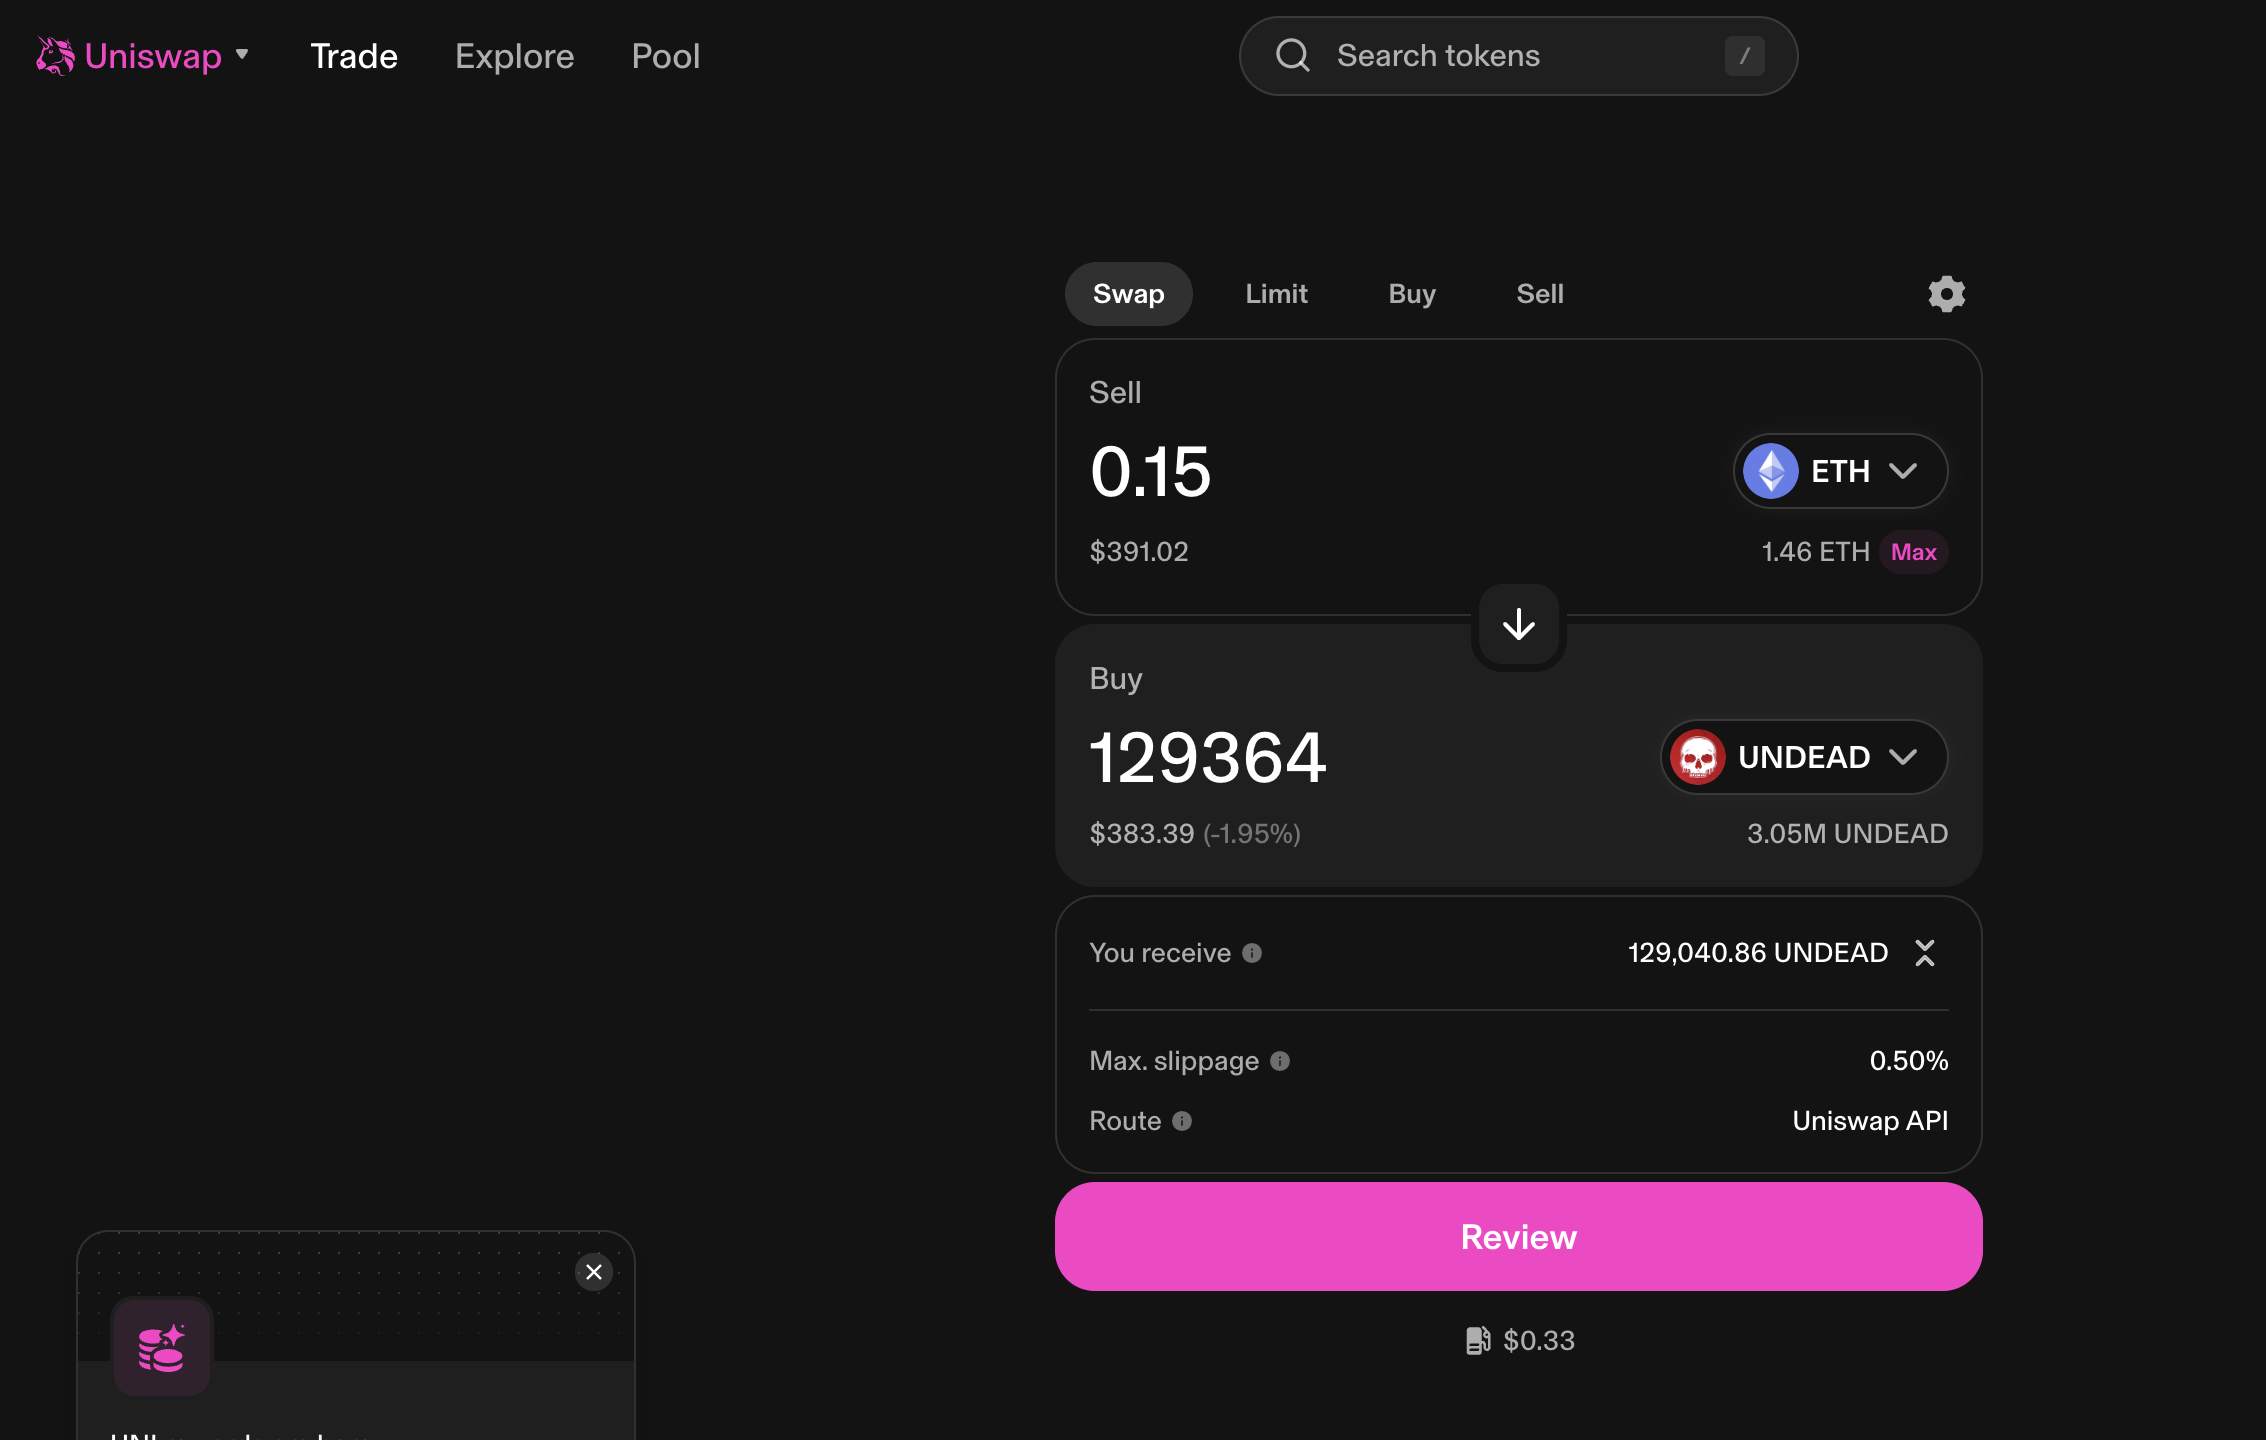 Uniswap
Trade
Explore
Pool
Search tokens
/
Swap
Limit
Buy
Sell
Sell
0.15
ETH
$391.02
1.46 ETH
Max
Buy
129364
UNDEAD
$383.39 (-1.95%)
3.05M UNDEAD
You receive
129,040.86 UNDEAD
Max. slippage
0.50%
Route
Uniswap API
Review
$0.33